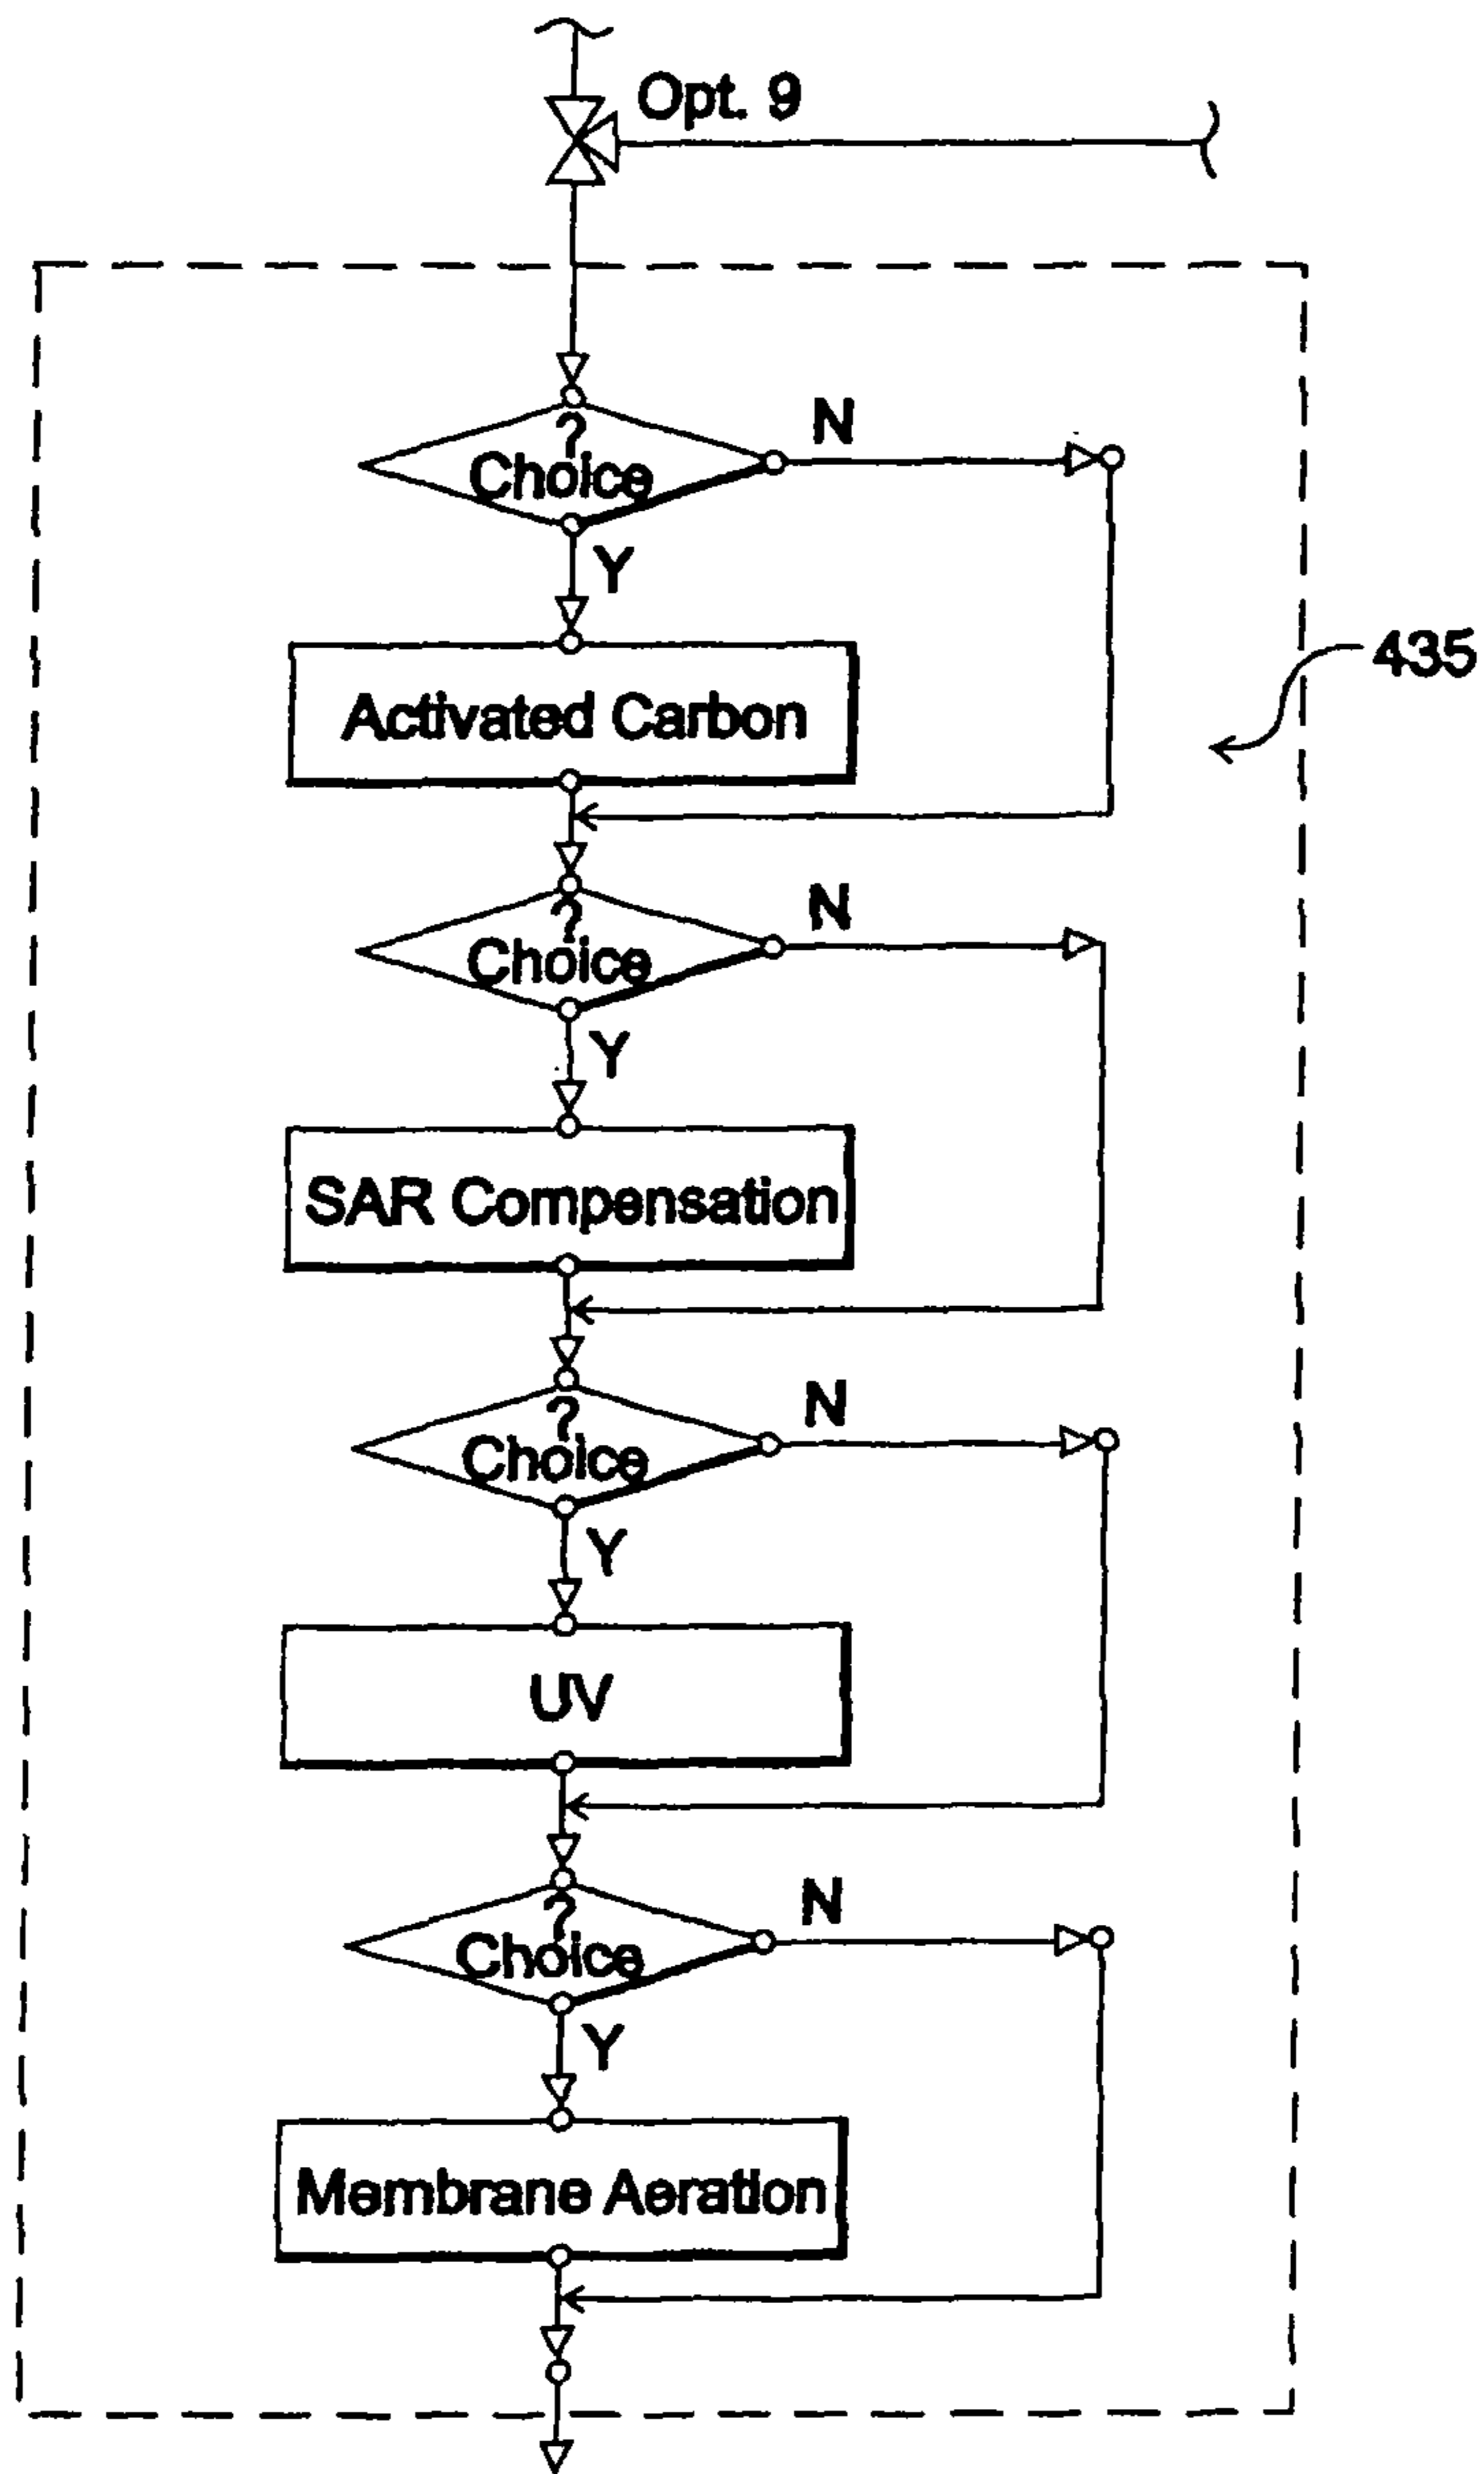 Opt. 9
?
Choice
N
Y
Activated Carbon
435
?
Choice
N
Y
SAR Compensation
?
Choice
N
Y
UV
?
Choice
N
Y
Membrane Aeration